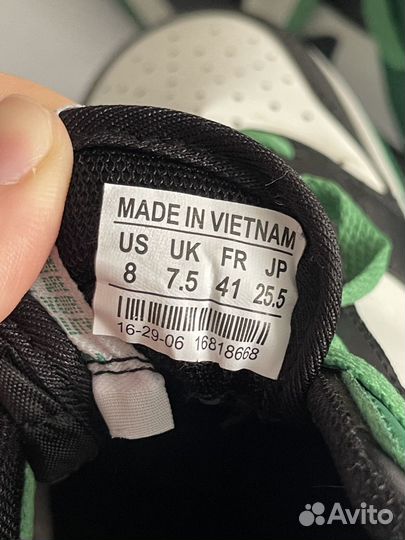 MADE IN VIETNAM
US UK FR JP
8 7.5 41 25.5
16-29-06 16818668
Avito